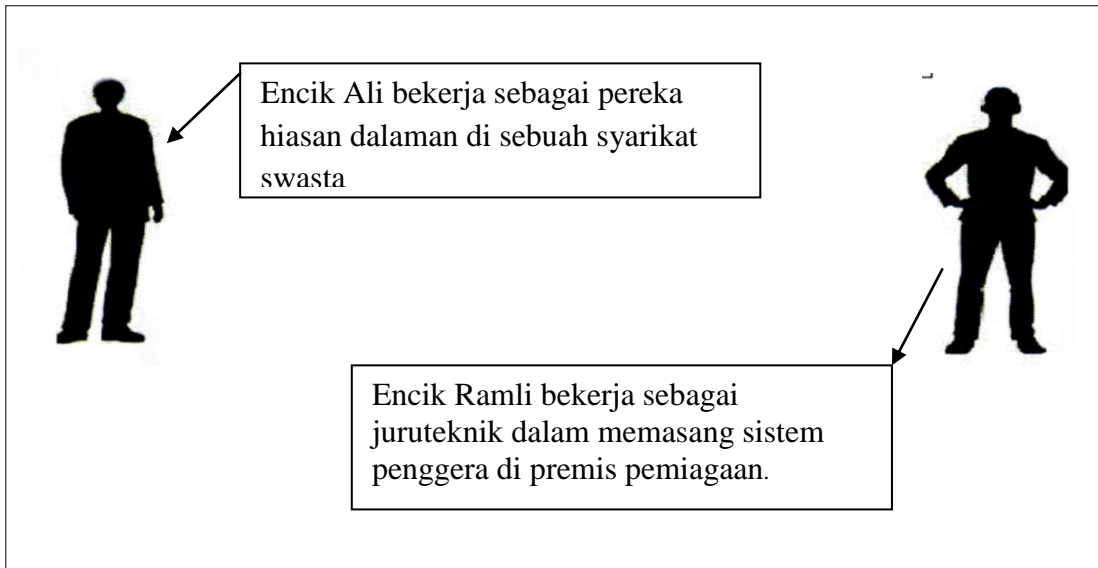 Encik Ali bekerja sebagai pereka
hiasan dalaman di sebuah syarikat
swasta
Encik Ramli bekerja sebagai
juruteknik dalam memasang sistem
penggera di premis pemiagaan.